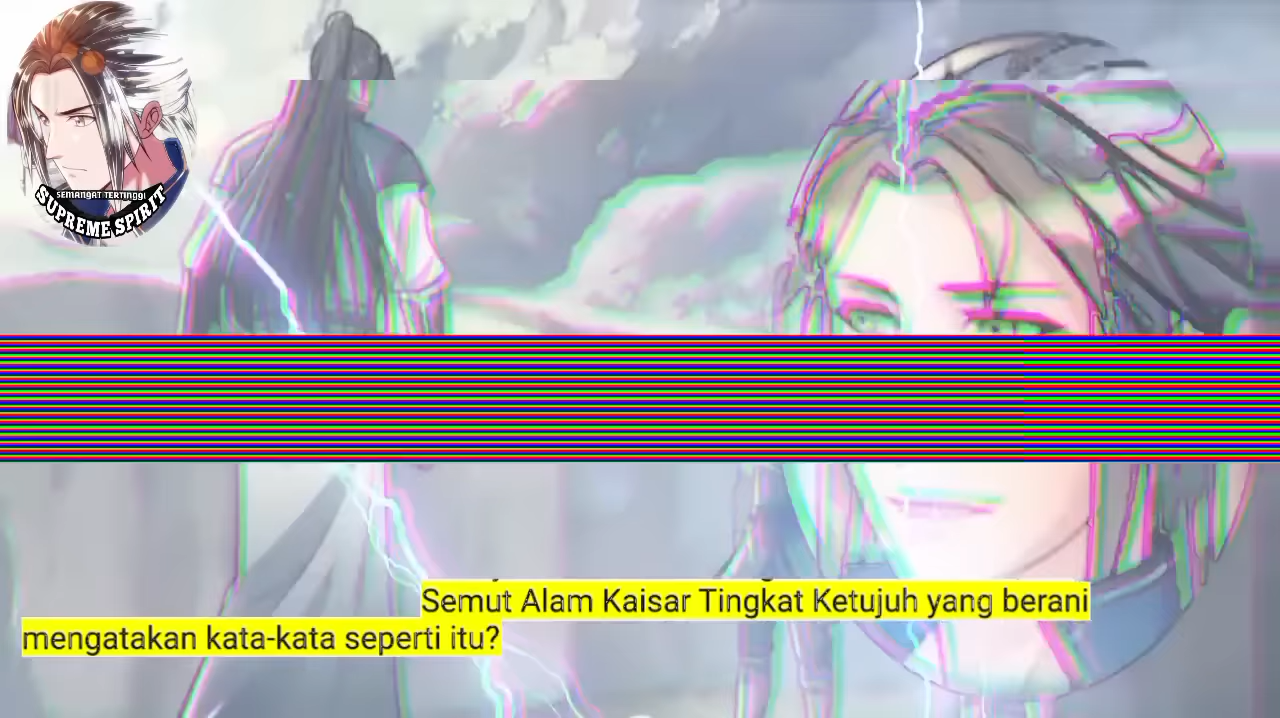 SEMANGAT TERTINGGI
SUPREME SPIRIT
Semut Alam Kaisar Tingkat Ketujuh yang berani
mengatakan kata-kata seperti itu?